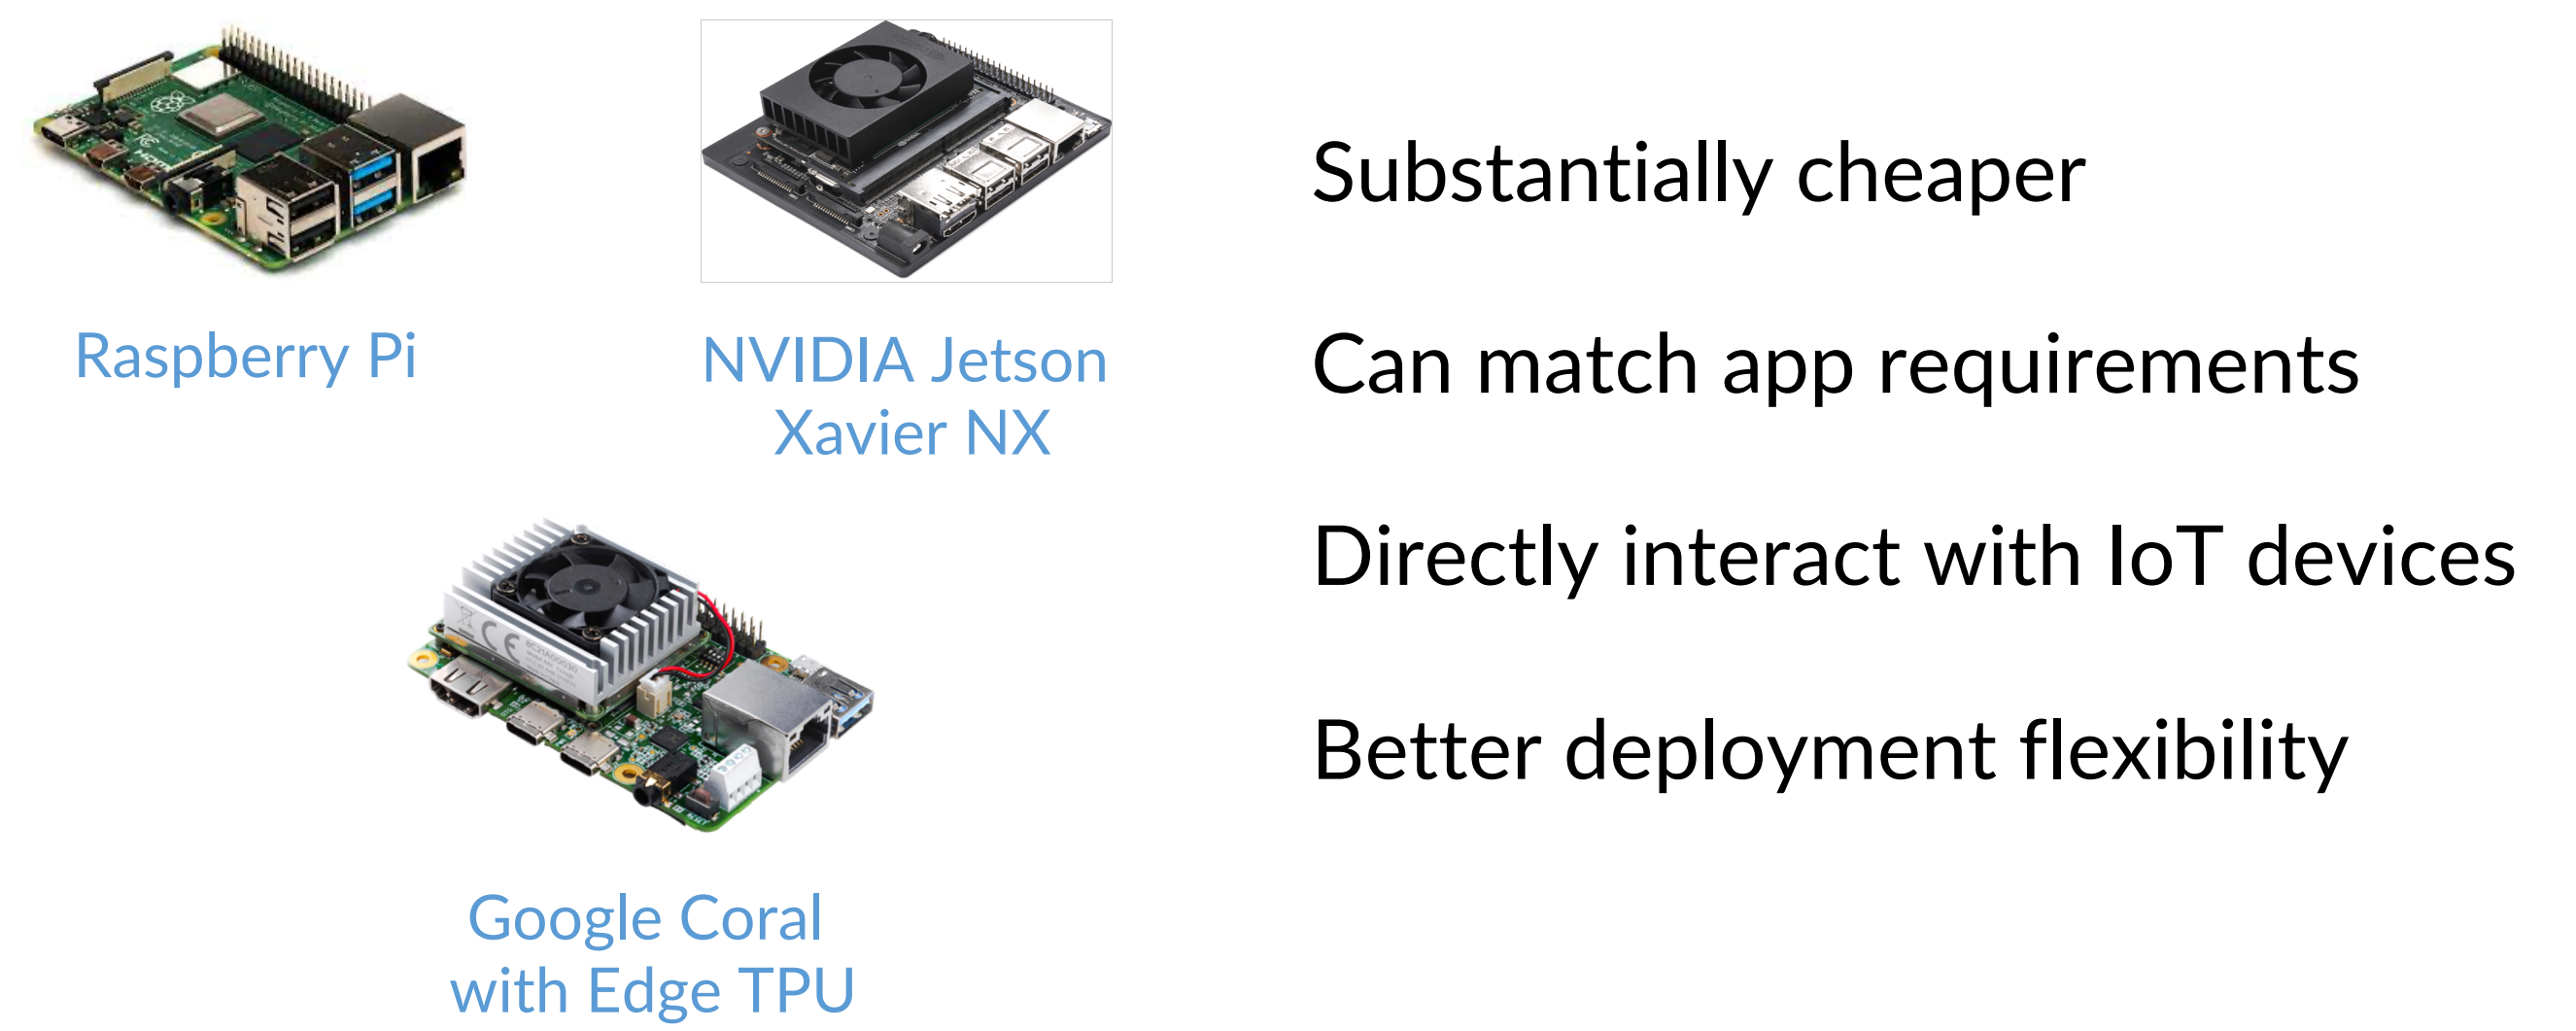 Raspberry Pi
NVIDIA Jetson
Xavier NX
Google Coral
with Edge TPU
Substantially cheaper
Can match app requirements
Directly interact with IoT devices
Better deployment flexibility